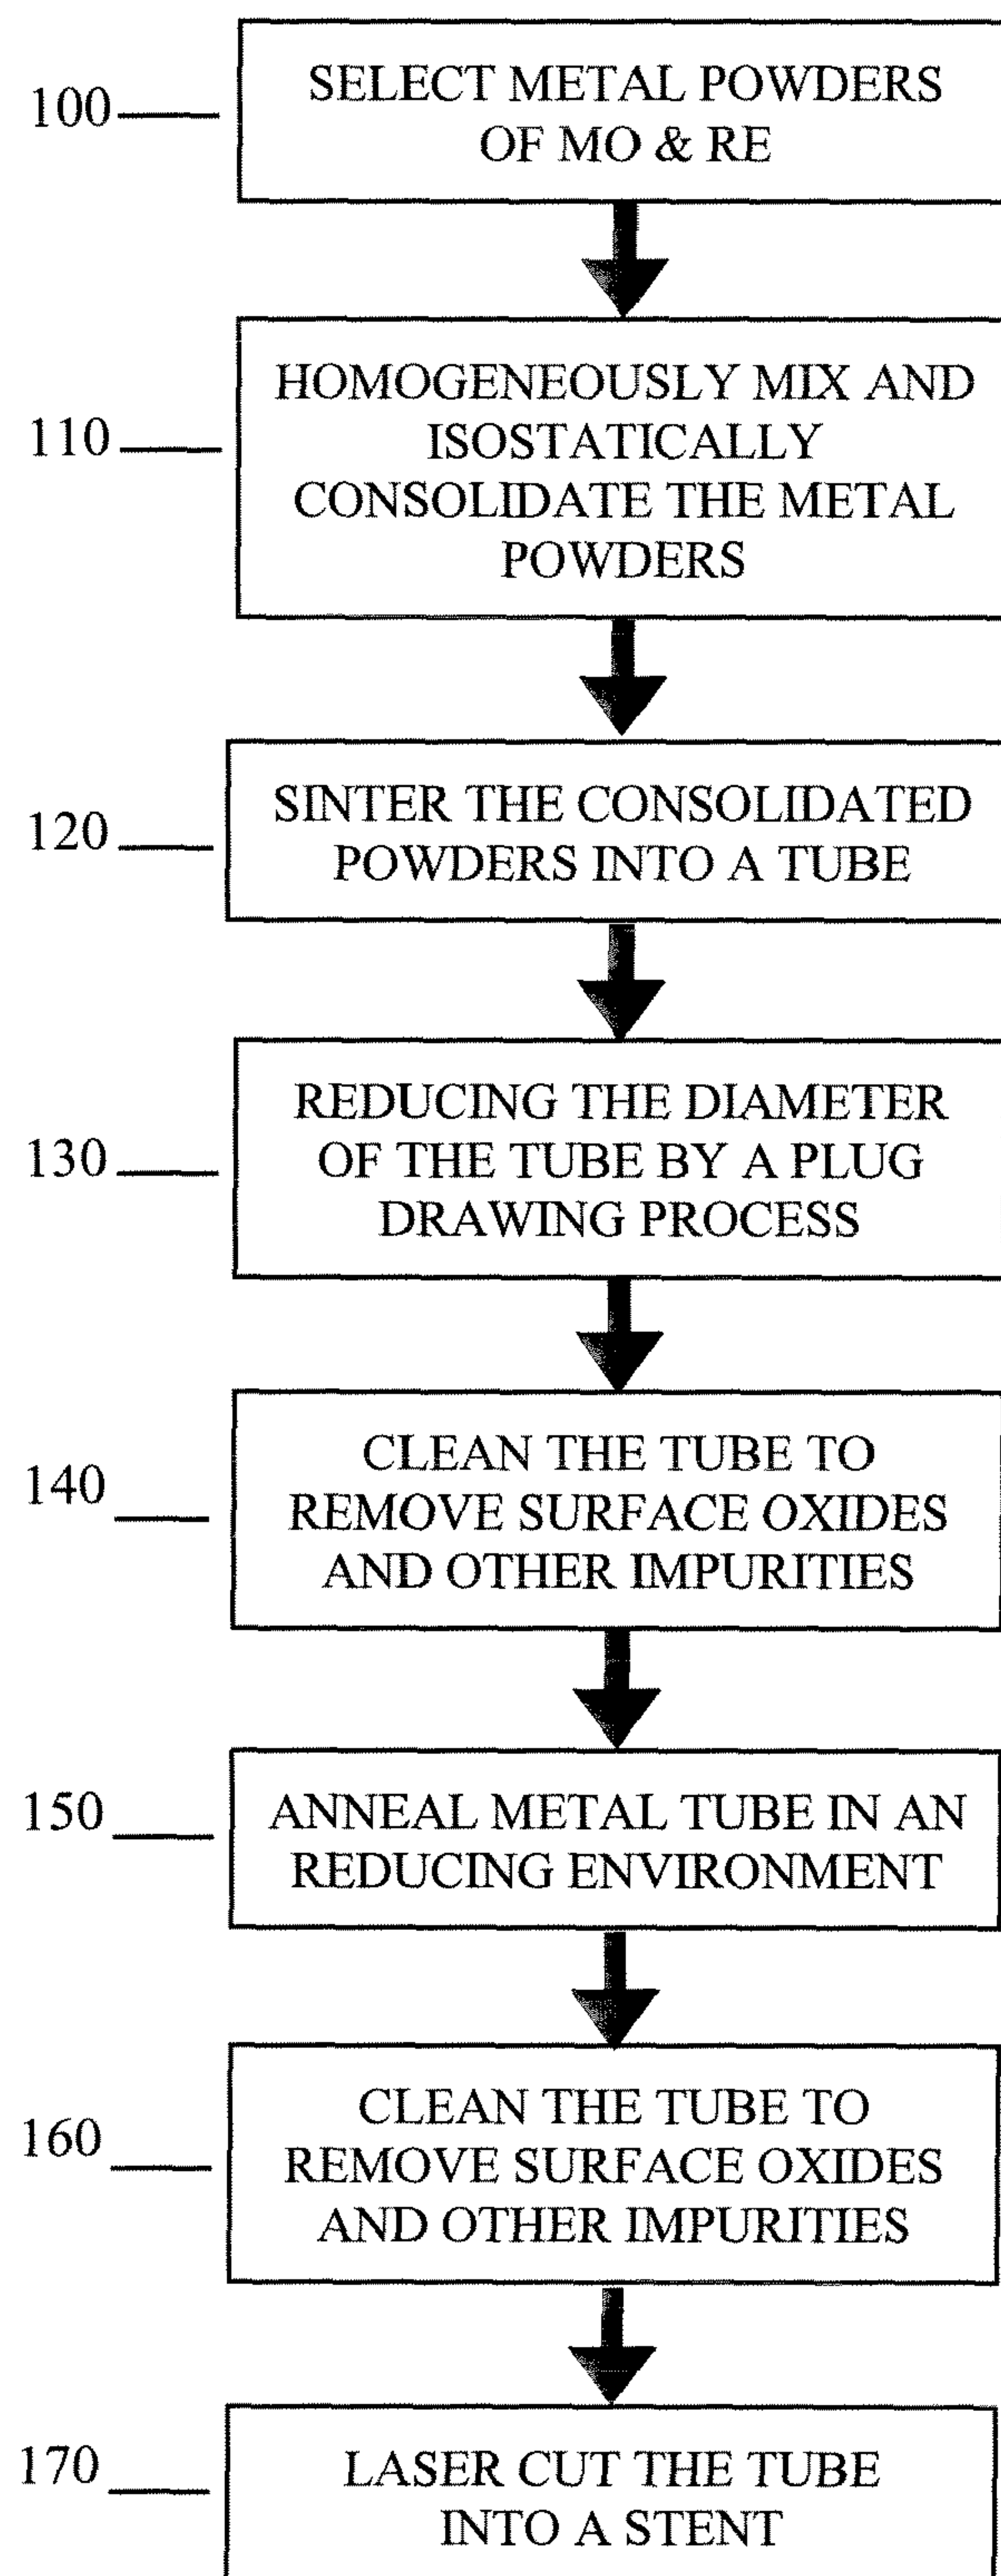 100
SELECT METAL POWDERS
OF MO & RE
110
HOMOGENEOUSLY MIX AND
ISOSTATICALLY
CONSOLIDATE THE METAL
POWDERS
120
SINTER THE CONSOLIDATED
POWDERS INTO A TUBE
130
REDUCING THE DIAMETER
OF THE TUBE BY A PLUG
DRAWING PROCESS
140
CLEAN THE TUBE TO
REMOVE SURFACE OXIDES
AND OTHER IMPURITIES
150
ANNEAL METAL TUBE IN AN
REDUCING ENVIRONMENT
160
CLEAN THE TUBE TO
REMOVE SURFACE OXIDES
AND OTHER IMPURITIES
170
LASER CUT THE TUBE
INTO A STENT